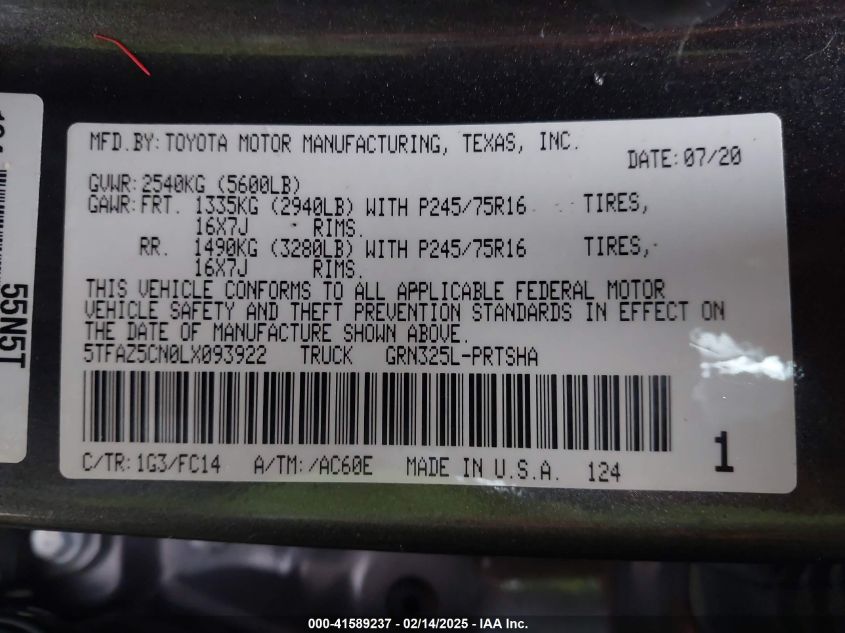 MFD.BY:TOYOTA MOTOR MANUFACTURING, TEXAS, INC.
DATE:07/20
GVWR:2540KG (5600LB)
GAWR:FRT. 1335KG (2940LB) WITH P245/75R16 TIRES,
16X7J RIMS.
RR. 1490KG (3280LB) WITH P245/75R16 TIRES,
16X7J RIMS.
THIS VEHICLE CONFORMS TO ALL APPLICABLE FEDERAL MOTOR
VEHICLE SAFETY AND THEFT PREVENTION STANDARDS IN EFFECT ON
THE DATE OF MANUFACTURE SHOWN ABOVE.
5TFAZ5CN0LX093922 TRUCK GRN325L-PRTSHA
C/TR:1G3/FC14 A/TM:/AC60E MADE IN U.S.A. 124
1
55N5T
000-41589237 - 02/14/2025 - IAA Inc.